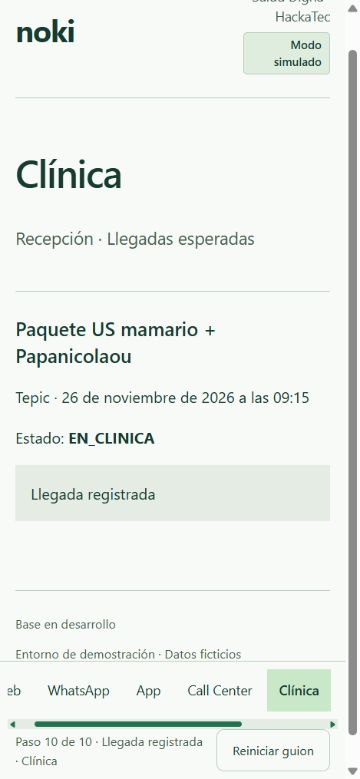 noki
HackaTec
Modo
simulado
Clínica
Recepción · Llegadas esperadas
Paquete US mamario +
Papanicolaou
Tepic · 26 de noviembre de 2026 a las 09:15
Estado: EN_CLINICA
Llegada registrada
Base en desarrollo
Entorno de demostración · Datos ficticios
eb WhatsApp App Call Center Clínica
Paso 10 de 10 · Llegada registrada
· Clínica
Reiniciar guion